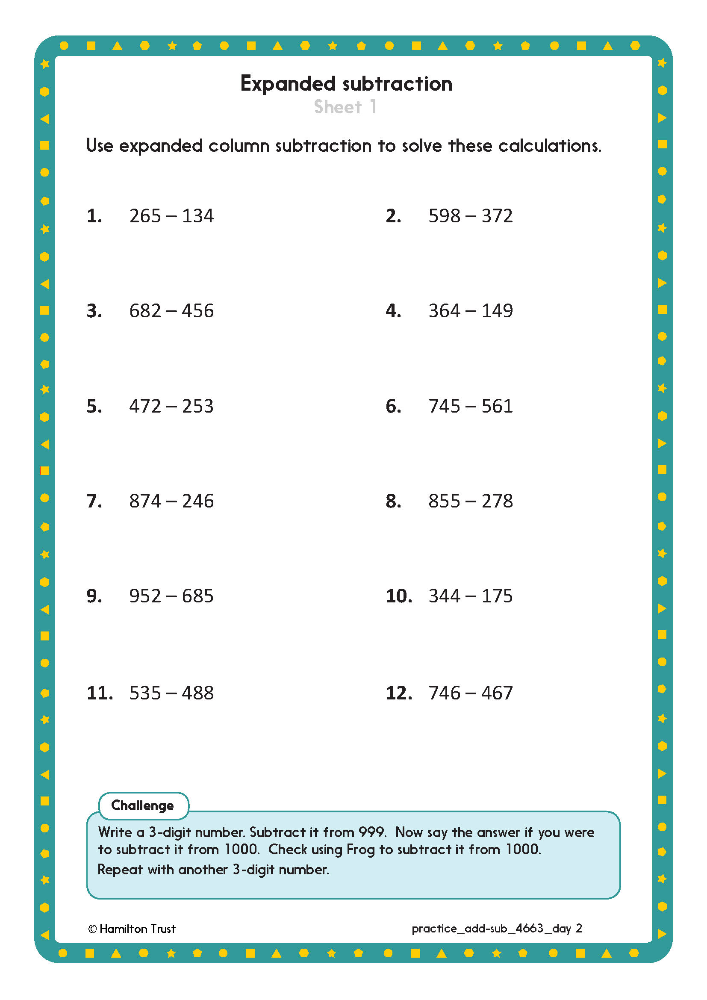 Expanded subtraction
Sheet 1
Use expanded column subtraction to solve these calculations.
1. 265 – 134
2. 598 – 372
3. 682 – 456
4. 364 – 149
5. 472 – 253
6. 745 – 561
7. 874 – 246
8. 855 – 278
9. 952 – 685
10. 344 – 175
11. 535 – 488
12. 746 – 467
Challenge
Write a 3-digit number. Subtract it from 999. Now say the answer if you were
to subtract it from 1000. Check using Frog to subtract it from 1000.
Repeat with another 3-digit number.
© Hamilton Trust
practice_add-sub_4663_day 2